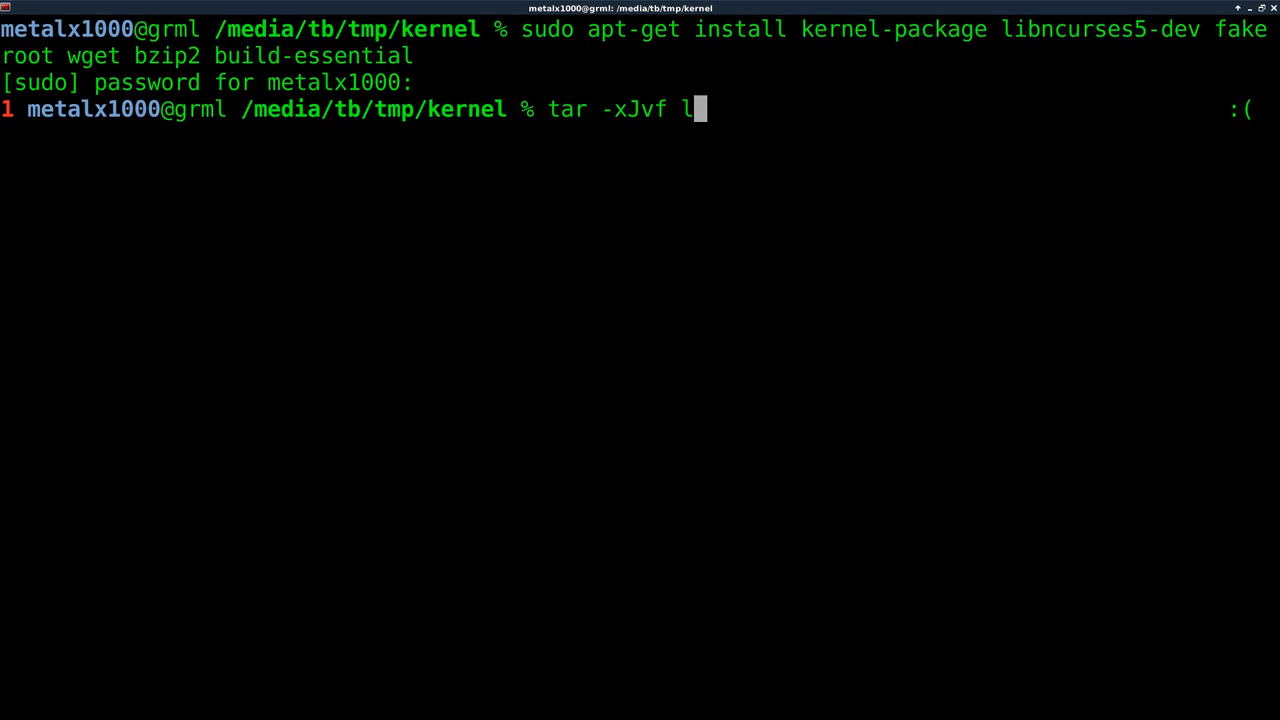 metalx1000@grml: /media/tb/tmp/kernel
metalx1000@grml /media/tb/tmp/kernel % sudo apt-get install kernel-package libncurses5-dev fake
root wget bzip2 build-essential
[sudo] password for metalx1000:
1 metalx1000@grml /media/tb/tmp/kernel % tar -xJvf l :(